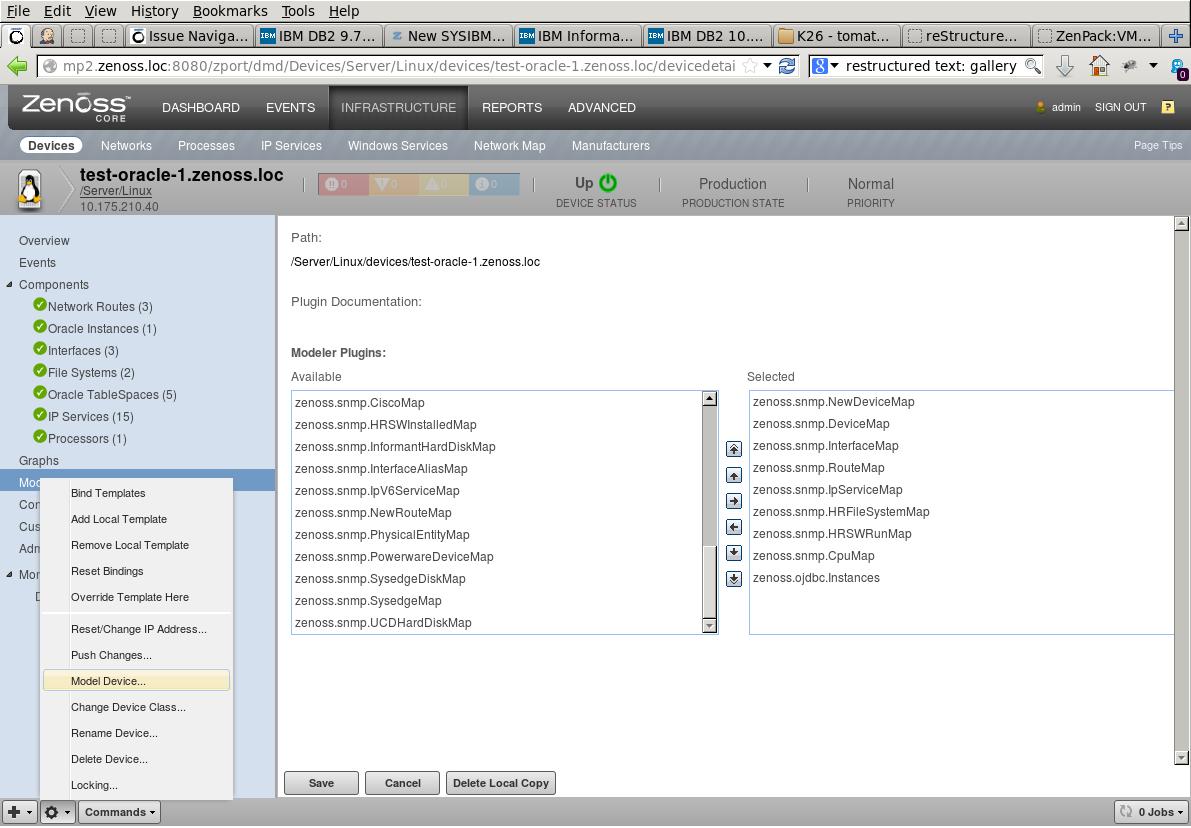 File Edit View History Bookmarks Tools Help
Issue Naviga... IBM DB2 9.7... New SYSIBM... IBM Informa... IBM DB2 10.... K26 - tomat... reStructure... ZenPack:VM...
mp2.zenoss.loc:8080/zport/dmd/Devices/Server/Linux/devices/test-oracle-1.zenoss.loc/devicedetai restructured text: gallery 0
Zenoss CORE DASHBOARD EVENTS INFRASTRUCTURE REPORTS ADVANCED admin SIGN OUT ?
Devices Networks Processes IP Services Windows Services Network Map Manufacturers Page Tips
test-oracle-1.zenoss.loc
/Server/Linux
10.175.210.40
0 0 0 0
Up
DEVICE STATUS
Production
PRODUCTION STATE
Normal
PRIORITY
Overview
Events
Components
Network Routes (3)
Oracle Instances (1)
Interfaces (3)
File Systems (2)
Oracle TableSpaces (5)
IP Services (15)
Processors (1)
Graphs
Mod
Con
Cus
Adm
Mon
D
Bind Templates
Add Local Template
Remove Local Template
Reset Bindings
Override Template Here
Reset/Change IP Address...
Push Changes...
Model Device...
Change Device Class...
Rename Device...
Delete Device...
Locking...
Path:
/Server/Linux/devices/test-oracle-1.zenoss.loc
Plugin Documentation:
Modeler Plugins:
Available
zenoss.snmp.CiscoMap
zenoss.snmp.HRSWInstalledMap
zenoss.snmp.InformantHardDiskMap
zenoss.snmp.InterfaceAliasMap
zenoss.snmp.IpV6ServiceMap
zenoss.snmp.NewRouteMap
zenoss.snmp.PhysicalEntityMap
zenoss.snmp.PowerwareDeviceMap
zenoss.snmp.SysedgeDiskMap
zenoss.snmp.SysedgeMap
zenoss.snmp.UCDHardDiskMap
Selected
zenoss.snmp.NewDeviceMap
zenoss.snmp.DeviceMap
zenoss.snmp.InterfaceMap
zenoss.snmp.RouteMap
zenoss.snmp.IpServiceMap
zenoss.snmp.HRFileSystemMap
zenoss.snmp.HRSWRunMap
zenoss.snmp.CpuMap
zenoss.ojdbc.Instances
Save Cancel Delete Local Copy
Commands 0 Jobs